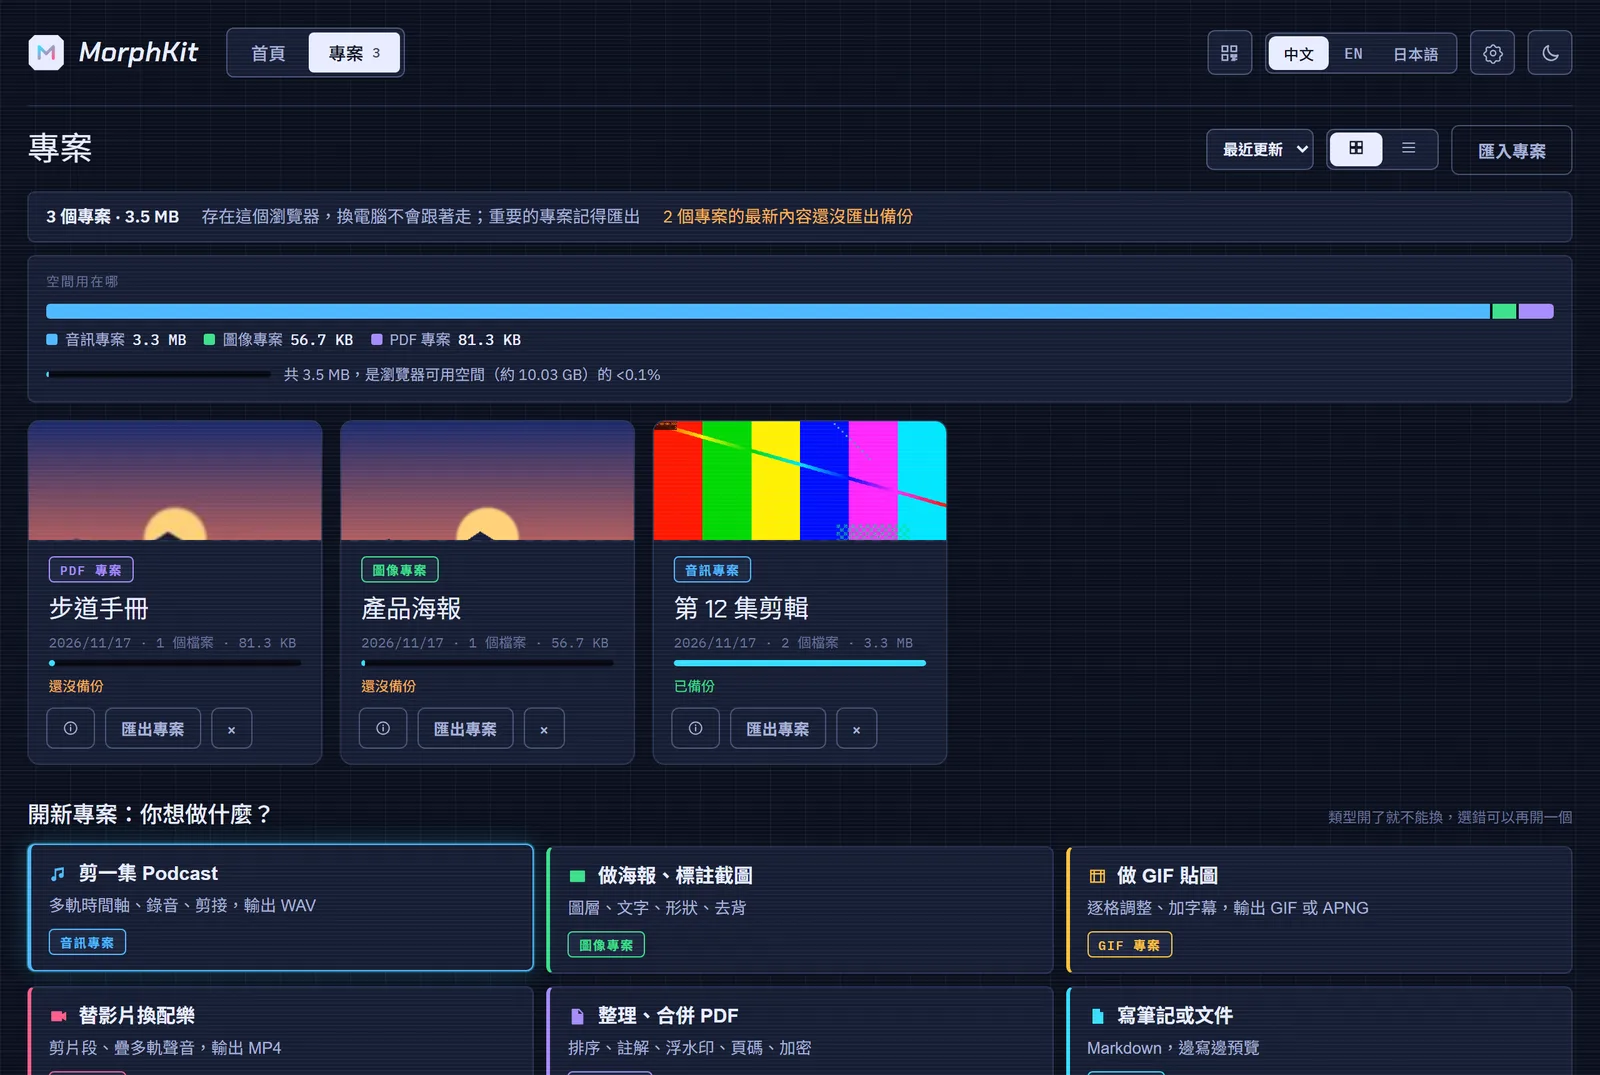 MorphKit
首頁
專案 3
中文
EN
日本語
專案
最近更新
匯入專案
3 個專案 · 3.5 MB 存在這個瀏覽器，換電腦不會跟著走；重要的專案記得匯出 2 個專案的最新內容還沒匯出備份
空間用在哪
音訊專案 3.3 MB 圖像專案 56.7 KB PDF 專案 81.3 KB
共 3.5 MB，是瀏覽器可用空間（約 10.03 GB）的 <0.1%
PDF 專案
步道手冊
2026/11/17 · 1 個檔案 · 81.3 KB
還沒備份
匯出專案 ×
圖像專案
產品海報
2026/11/17 · 1 個檔案 · 56.7 KB
還沒備份
匯出專案 ×
音訊專案
第 12 集剪輯
2026/11/17 · 2 個檔案 · 3.3 MB
已備份
匯出專案 ×
開新專案：你想做什麼？
類型開了就不能換，選錯可以再開一個
剪一集 Podcast
多軌時間軸、錄音、剪接，輸出 WAV
音訊專案
做海報、標註截圖
圖層、文字、形狀、去背
圖像專案
做 GIF 貼圖
逐格調整、加字幕，輸出 GIF 或 APNG
GIF 專案
替影片換配樂
剪片段、疊多軌聲音，輸出 MP4
整理、合併 PDF
排序、註解、浮水印、頁碼、加密
寫筆記或文件
Markdown，邊寫邊預覽